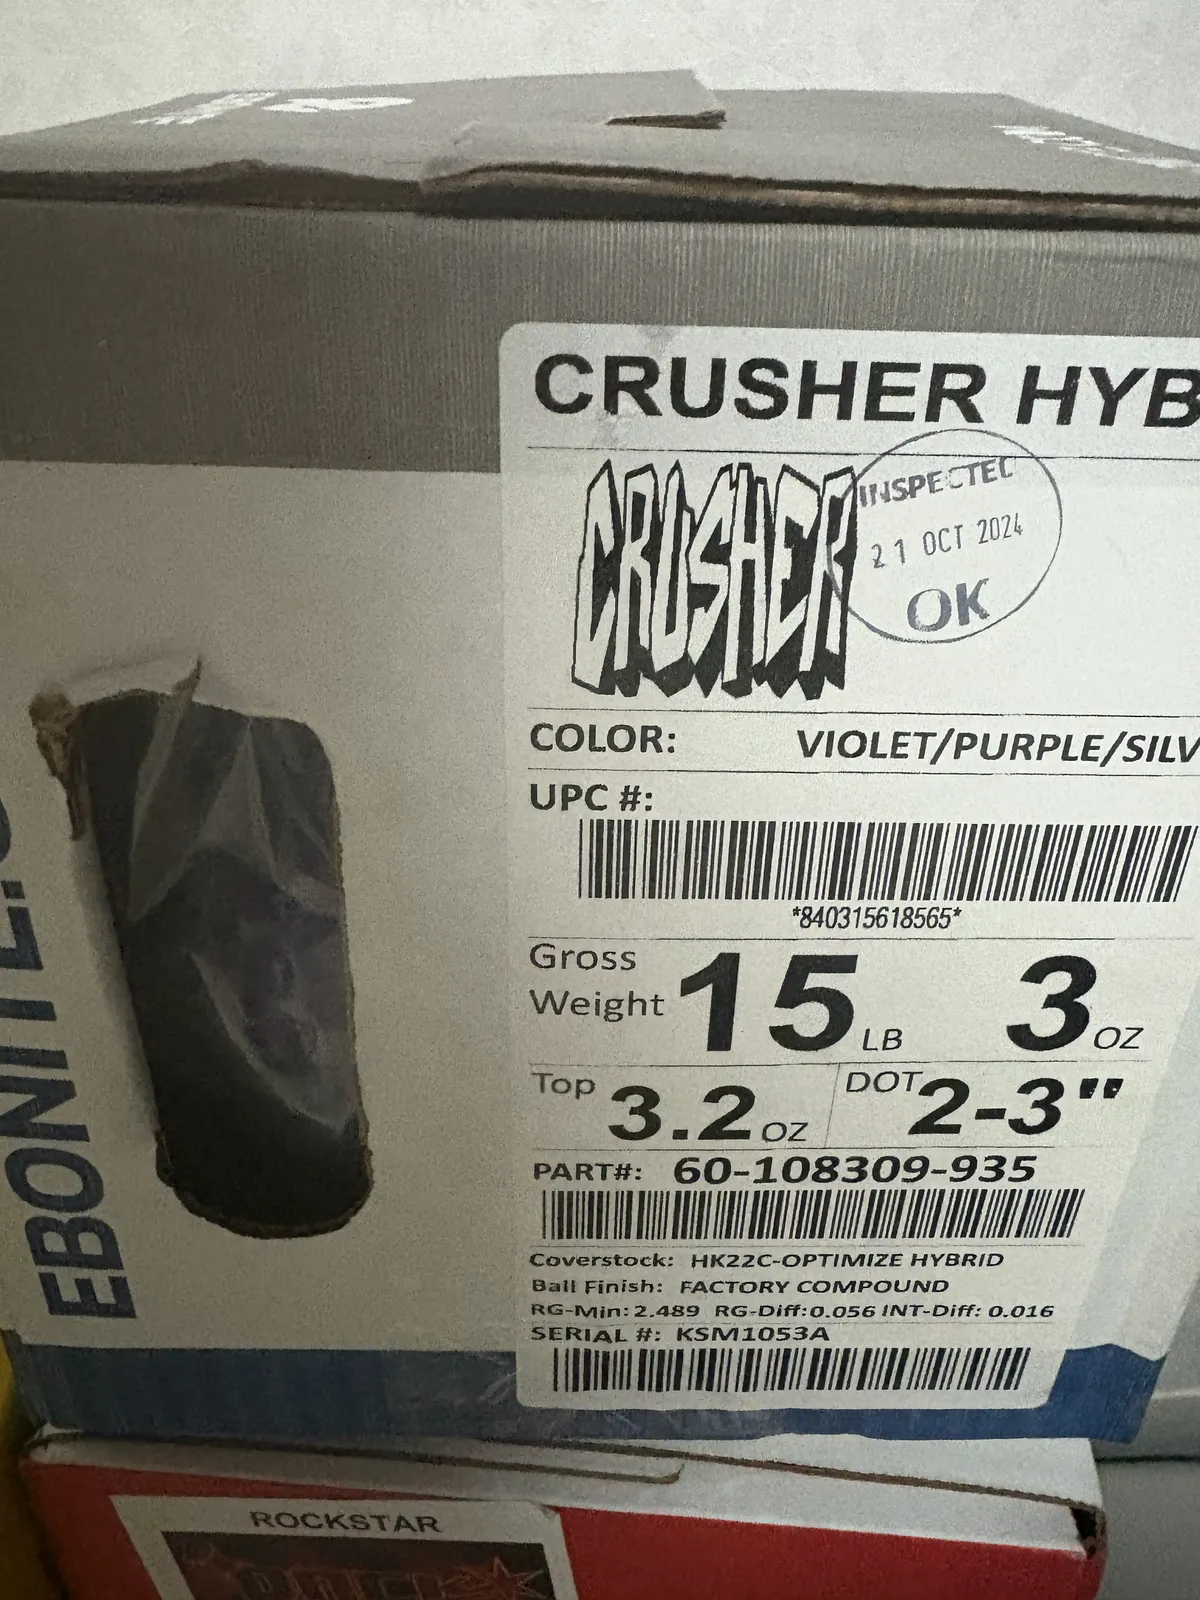 CRUSHER HYB
CRUSHER
INSPECTED
21 OCT 2024
OK
COLOR: VIOLET/PURPLE/SILV
UPC #:
*840315618565*
Gross Weight 15 LB 3 OZ
Top 3.2 OZ DOT 2-3"
PART#: 60-108309-935
Coverstock: HK22C-OPTIMIZE HYBRID
Ball Finish: FACTORY COMPOUND
RG-Min: 2.489 RG-Diff:0.056 INT-Diff: 0.016
SERIAL #: KSM1053A
EBONITE.C
ROCKSTAR